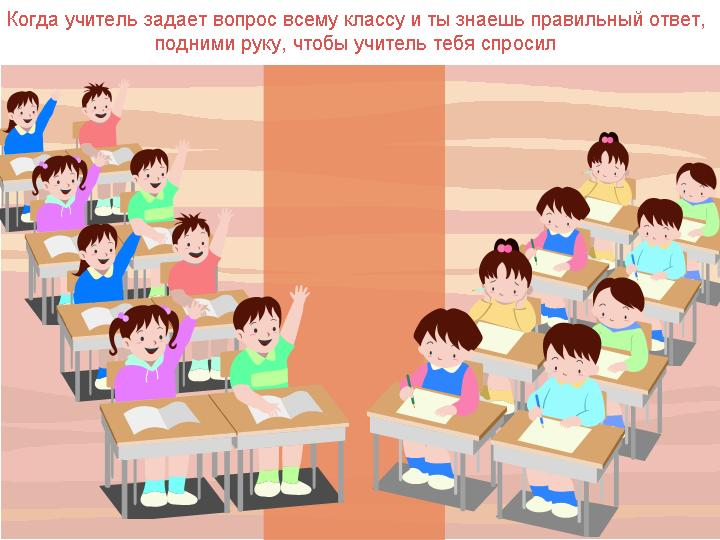 Когда учитель задает вопрос всему классу и ты знаешь правильный ответ,
подними руку, чтобы учитель тебя спросил